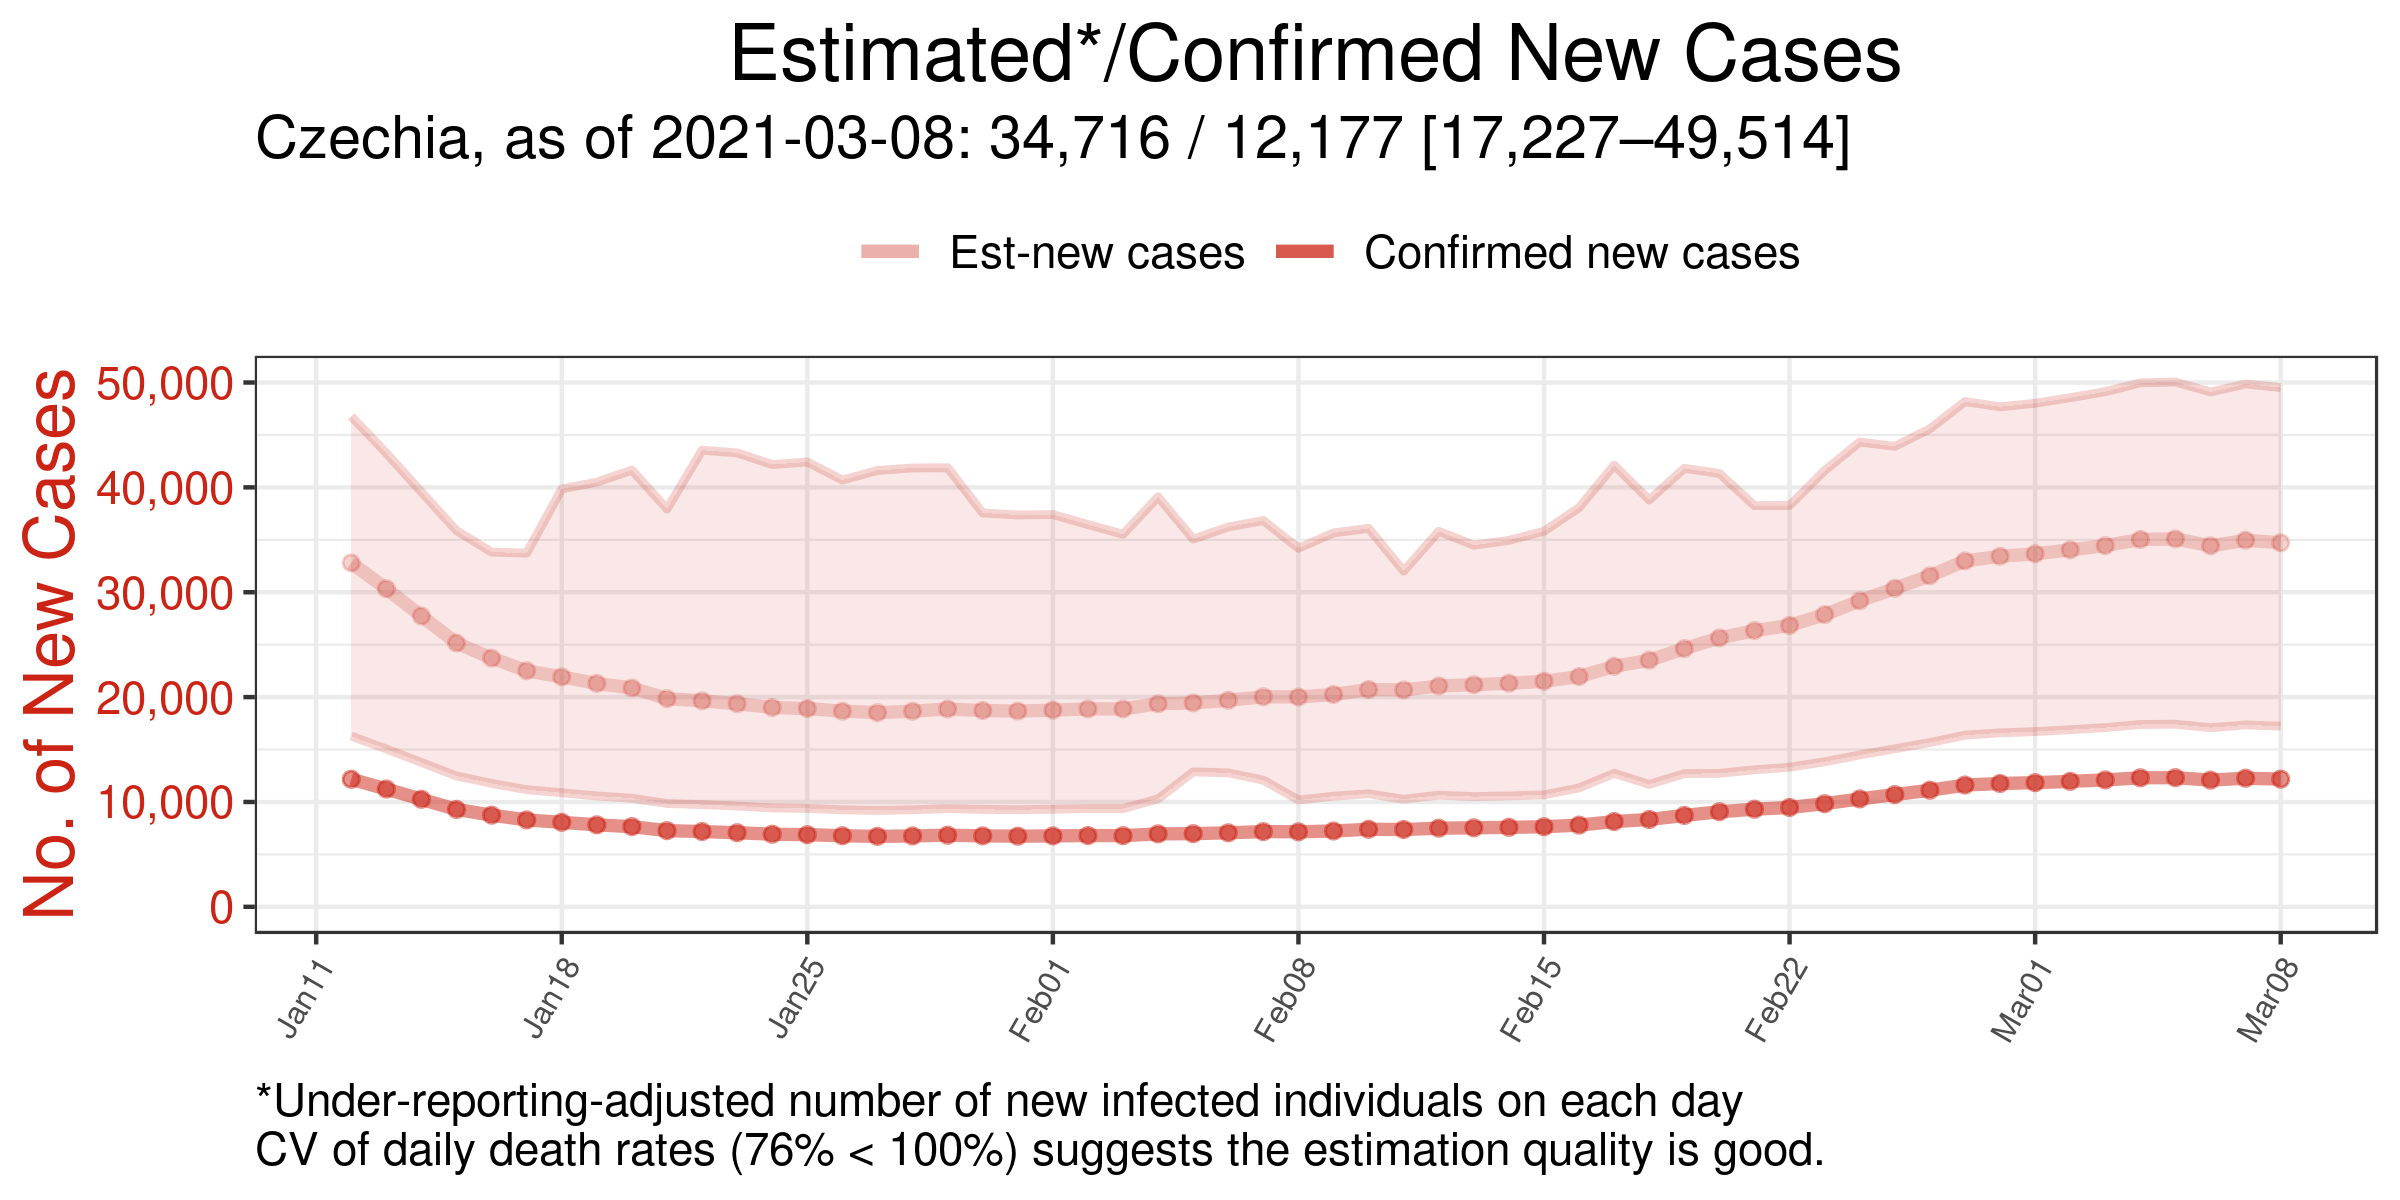 Estimated*/Confirmed New Cases
Czechia, as of 2021-03-08: 34,716 / 12,177 [17,227–49,514]
Est-new cases
Confirmed new cases
No. of New Cases
50,000
40,000
30,000
20,000
10,000
0
Jan11
Jan18
Jan25
Feb01
Feb08
Feb15
Feb22
Mar01
Mar08
*Under-reporting-adjusted number of new infected individuals on each day
CV of daily death rates (76% < 100%) suggests the estimation quality is good.